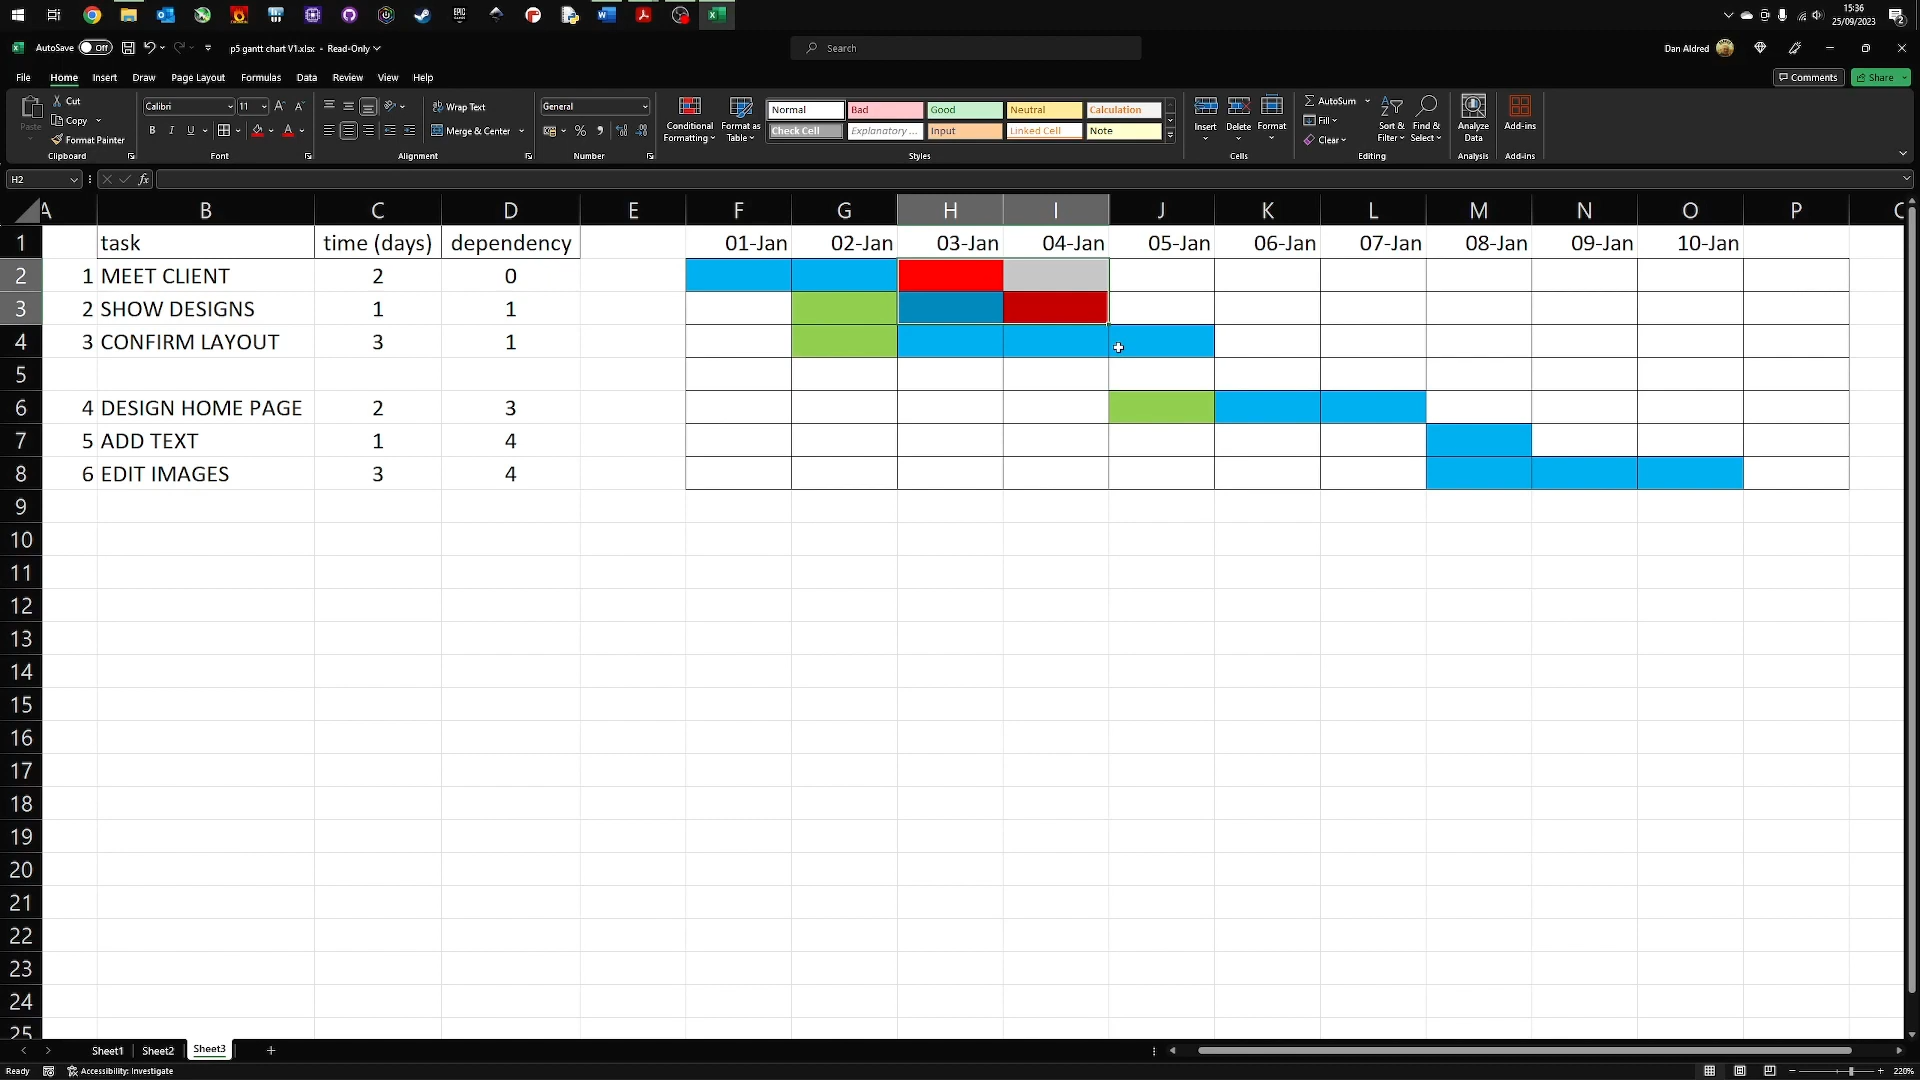 15:36
25/09/2023
AutoSave Off p5 gantt chart V1.xlsx - Read-Only Search Dan Aldred
File Home Insert Draw Page Layout Formulas Data Review View Help Comments Share
Paste Cut Copy Format Painter Clipboard
Calibri 11 B I U Font
Wrap Text Merge & Center Alignment
General % Number
Conditional Formatting Format as Table
Normal Bad Good Neutral Calculation
Check Cell Explanatory ... Input Linked Cell Note
Styles
Insert Delete Format Cells
AutoSum Fill Clear Sort & Filter Find & Select Editing
Analyze Data Analysis
Add-ins Add-ins
H2 fx
A B C D E F G H I J K L M N O P
1 task time (days) dependency 01-Jan 02-Jan 03-Jan 04-Jan 05-Jan 06-Jan 07-Jan 08-Jan 09-Jan 10-Jan
2 1 MEET CLIENT 2 0
3 2 SHOW DESIGNS 1 1
4 3 CONFIRM LAYOUT 3 1
5
6 4 DESIGN HOME PAGE 2 3
7 5 ADD TEXT 1 4
8 6 EDIT IMAGES 3 4
9
10
11
12
13
14
15
16
17
18
19
20
21
22
23
24
25
Sheet1 Sheet2 Sheet3
Ready Accessibility: Investigate 220%